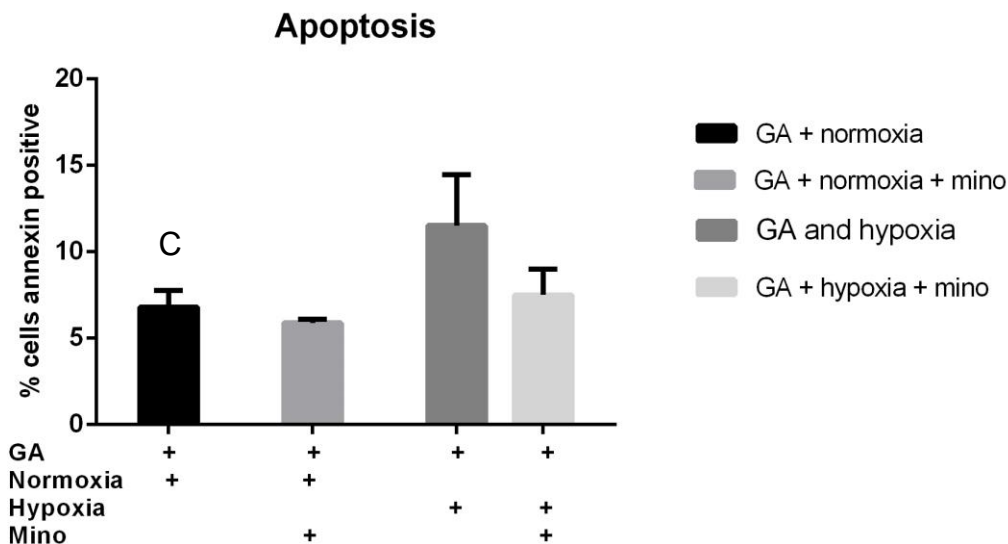 Apoptosis
% cells annexin positive
20
15
10
5
0
C
GA + normoxia
GA + normoxia + mino
GA and hypoxia
GA + hypoxia + mino
GA + + + +
Normoxia + +
Hypoxia + +
Mino + +